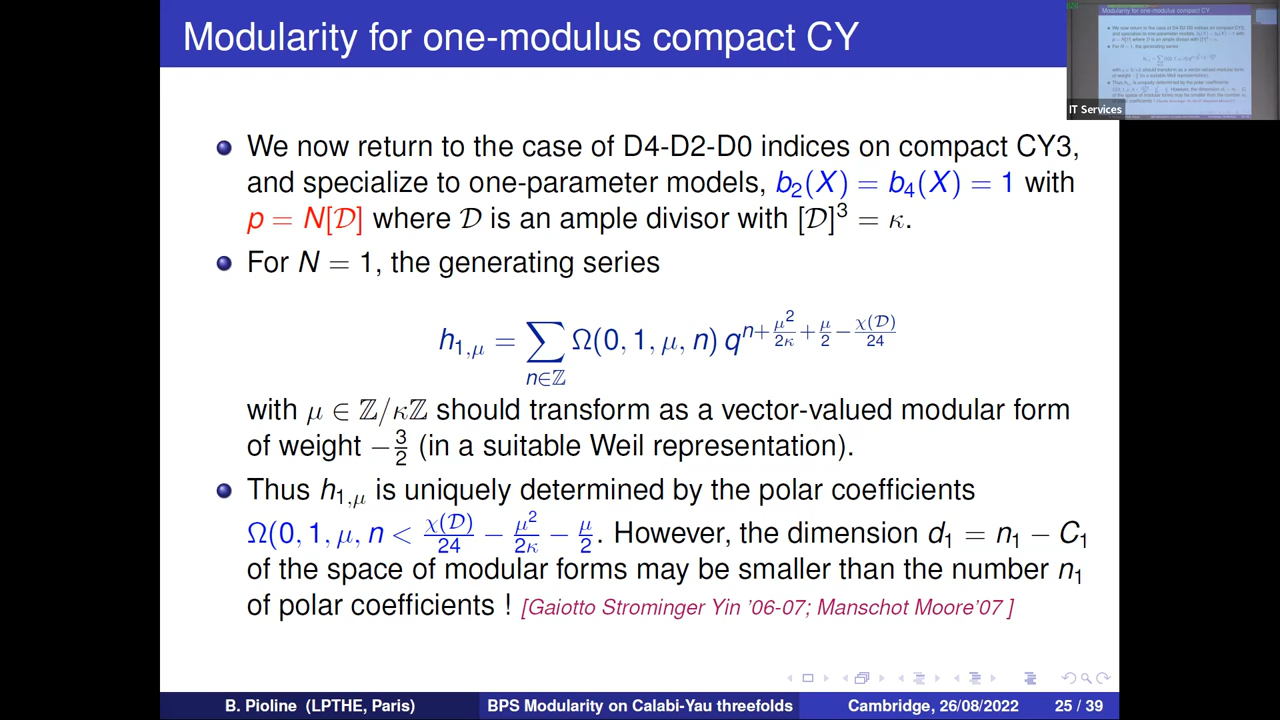 Modularity for one-modulus compact CY
We now return to the case of D4-D2-D0 indices on compact CY3,
and specialize to one-parameter models, b₂(X) = b₄(X) = 1 with
p = N[𝒟] where 𝒟 is an ample divisor with [𝒟]³ = κ.
For N = 1, the generating series
h₁,μ = ∑_{n∈ℤ} Ω(0, 1, μ, n) q^{n+μ²/2κ+μ/2−χ(𝒟)/24}
with μ ∈ ℤ/κℤ should transform as a vector-valued modular form
of weight −3/2 (in a suitable Weil representation).
Thus h₁,μ is uniquely determined by the polar coefficients
Ω(0, 1, μ, n < χ(𝒟)/24 − μ²/2κ − μ/2. However, the dimension d₁ = n₁ − C₁
of the space of modular forms may be smaller than the number n₁
of polar coefficients ! [Gaiotto Strominger Yin '06-07; Manschot Moore'07 ]
B. Pioline (LPTHE, Paris) BPS Modularity on Calabi-Yau threefolds Cambridge, 26/08/2022 25 / 39
Modularity for one-modulus compact CY
IT Services